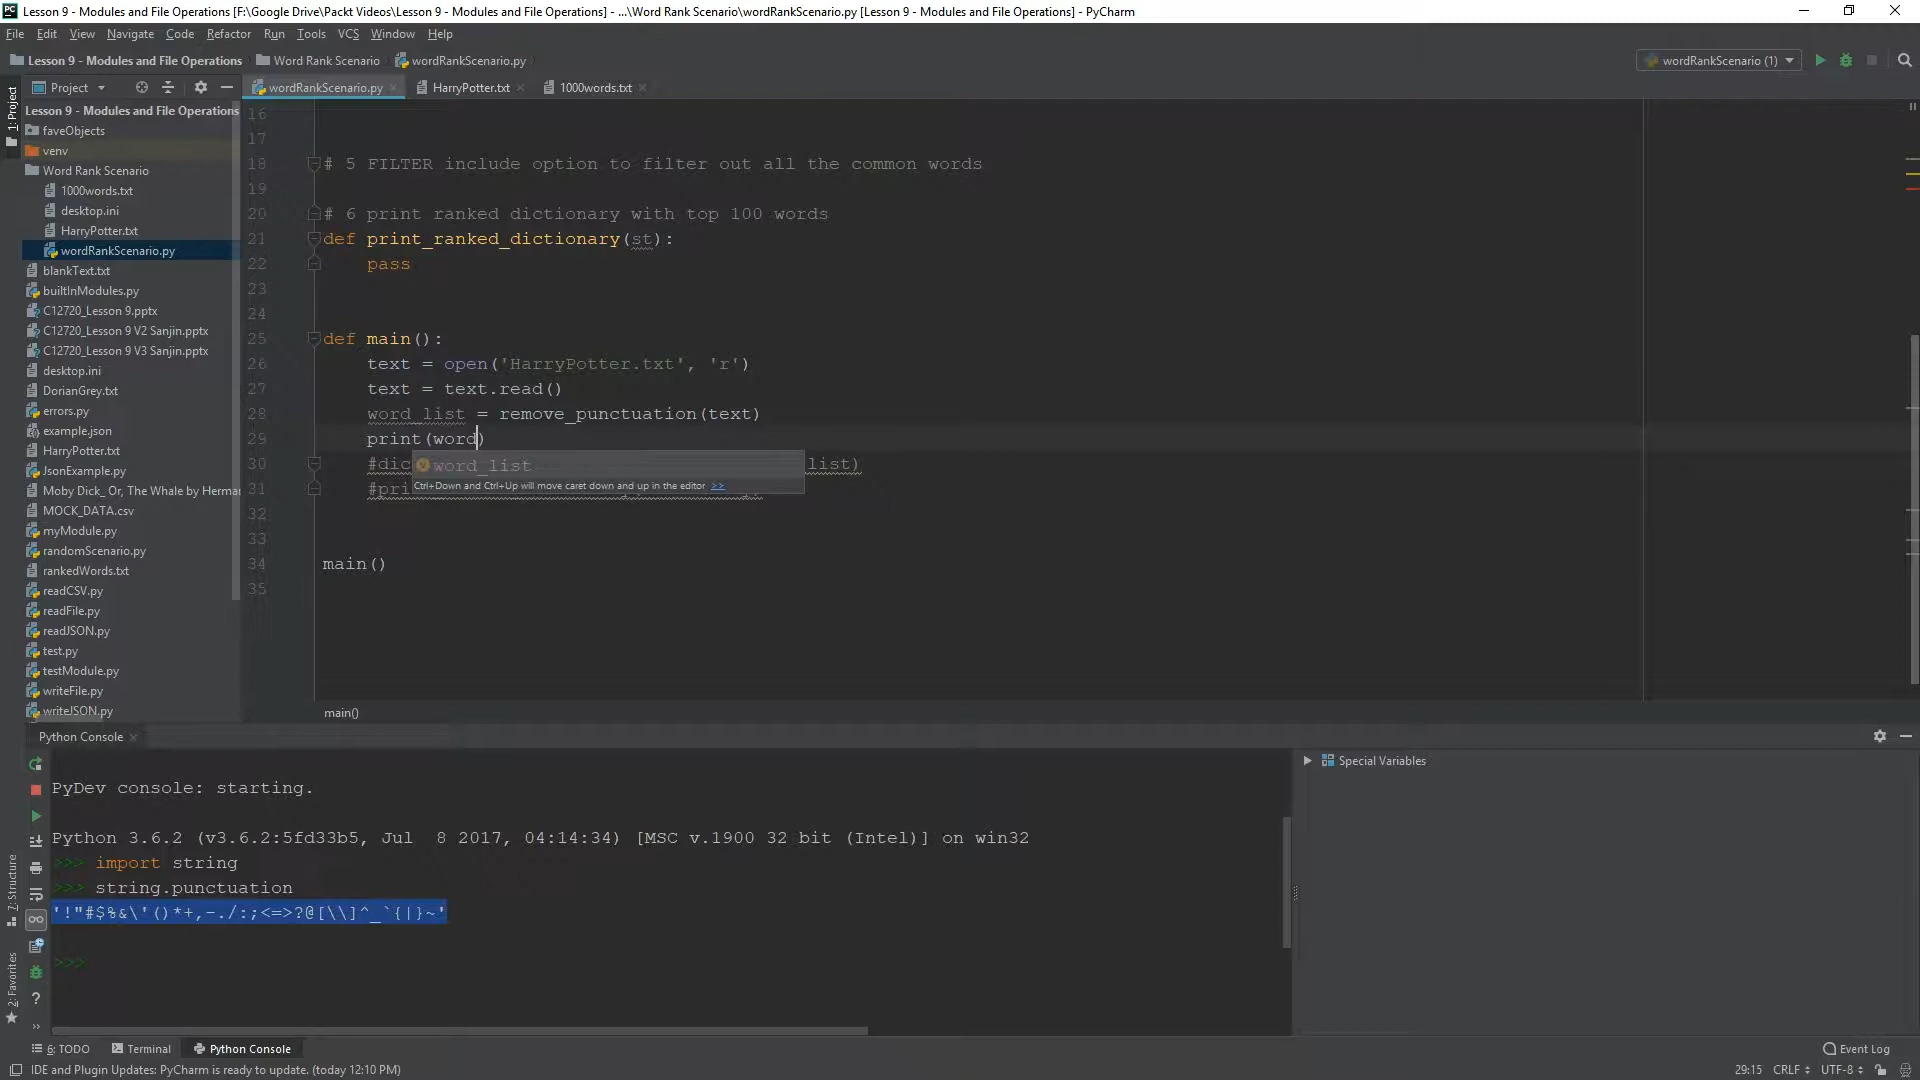 Lesson 9 - Modules and File Operations [F:\Google Drive\Packt Videos\Lesson 9 - Modules and File Operations] - ...\Word Rank Scenario\wordRankScenario.py [Lesson 9 - Modules and File Operations] - PyCharm
File Edit View Navigate Code Refactor Run Tools VCS Window Help
Lesson 9 - Modules and File Operations Word Rank Scenario wordRankScenario.py wordRankScenario (1)
Project wordRankScenario.py HarryPotter.txt 1000words.txt
1: Project
Lesson 9 - Modules and File Operations
faveObjects
venv
Word Rank Scenario
1000words.txt
desktop.ini
HarryPotter.txt
wordRankScenario.py
blankText.txt
builtInModules.py
C12720_Lesson 9.pptx
C12720_Lesson 9 V2 Sanjin.pptx
C12720_Lesson 9 V3 Sanjin.pptx
desktop.ini
DorianGrey.txt
errors.py
example.json
HarryPotter.txt
JsonExample.py
Moby Dick_ Or, The Whale by Herma
MOCK_DATA.csv
myModule.py
randomScenario.py
rankedWords.txt
readCSV.py
readFile.py
readJSON.py
test.py
testModule.py
writeFile.py
writeJSON.py
16
17
18 # 5 FILTER include option to filter out all the common words
19
20 # 6 print ranked dictionary with top 100 words
21 def print_ranked_dictionary(st):
22 pass
23
24
25 def main():
26 text = open('HarryPotter.txt', 'r')
27 text = text.read()
28 word_list = remove_punctuation(text)
29 print(word)
30 #dic word_list list)
Ctrl+Down and Ctrl+Up will move caret down and up in the editor >>
31 #pri
32
33
34 main()
35
main()
Python Console
PyDev console: starting.
Python 3.6.2 (v3.6.2:5fd33b5, Jul 8 2017, 04:14:34) [MSC v.1900 32 bit (Intel)] on win32
>>> import string
>>> string.punctuation
'!"#$%&\'()*+,-./:;<=>?@[\\]^_`{|}~'
>>>
Special Variables
7: Structure
2: Favorites
6: TODO Terminal Python Console Event Log
IDE and Plugin Updates: PyCharm is ready to update. (today 12:10 PM) 29:15 CRLF UTF-8